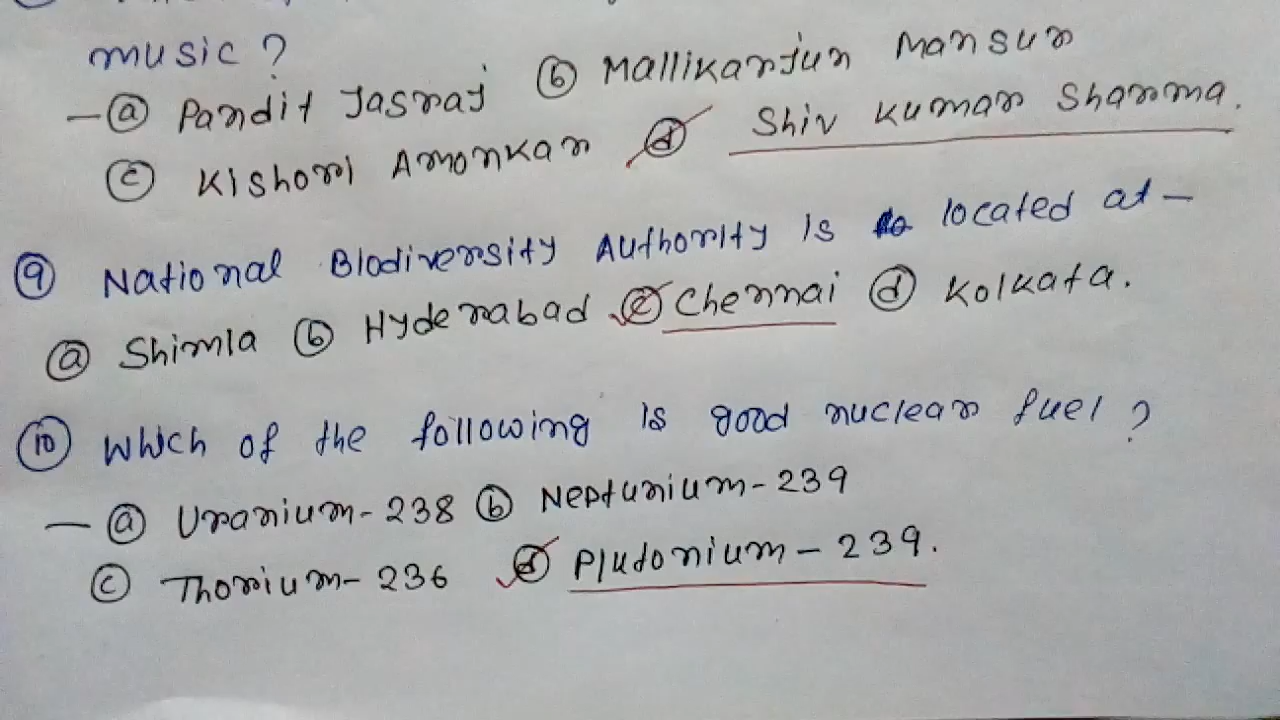 music?
- ⓐ Pandit Jasraj ⓑ Mallikarjun Mansur
ⓒ Kishori Amonkar ⓓ Shiv Kumar Sharma.
⑨ National Biodiversity Authority is located at -
ⓐ Shimla ⓑ Hyderabad ⓒ Chennai ⓓ Kolkata.
⑩ Which of the following is good nuclear fuel?
- ⓐ Uranium-238 ⓑ Neptunium-239
ⓒ Thorium-236 ⓓ Plutonium-239.